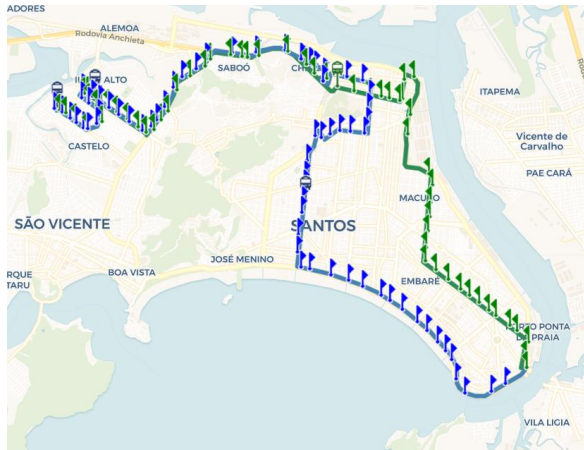 ADORES
ALEMOA
Rodovia Anchieta
SABOÓ
ALTO
ITAPEMA
CASTELO
Vicente de
Carvalho
PAE CARÁ
MACUCO
SÃO VICENTE
SANTOS
JOSÉ MENINO
BOA VISTA
RQUE
TARU
EMBARÉ
PONTA
PRAIA
VILA LIGIA